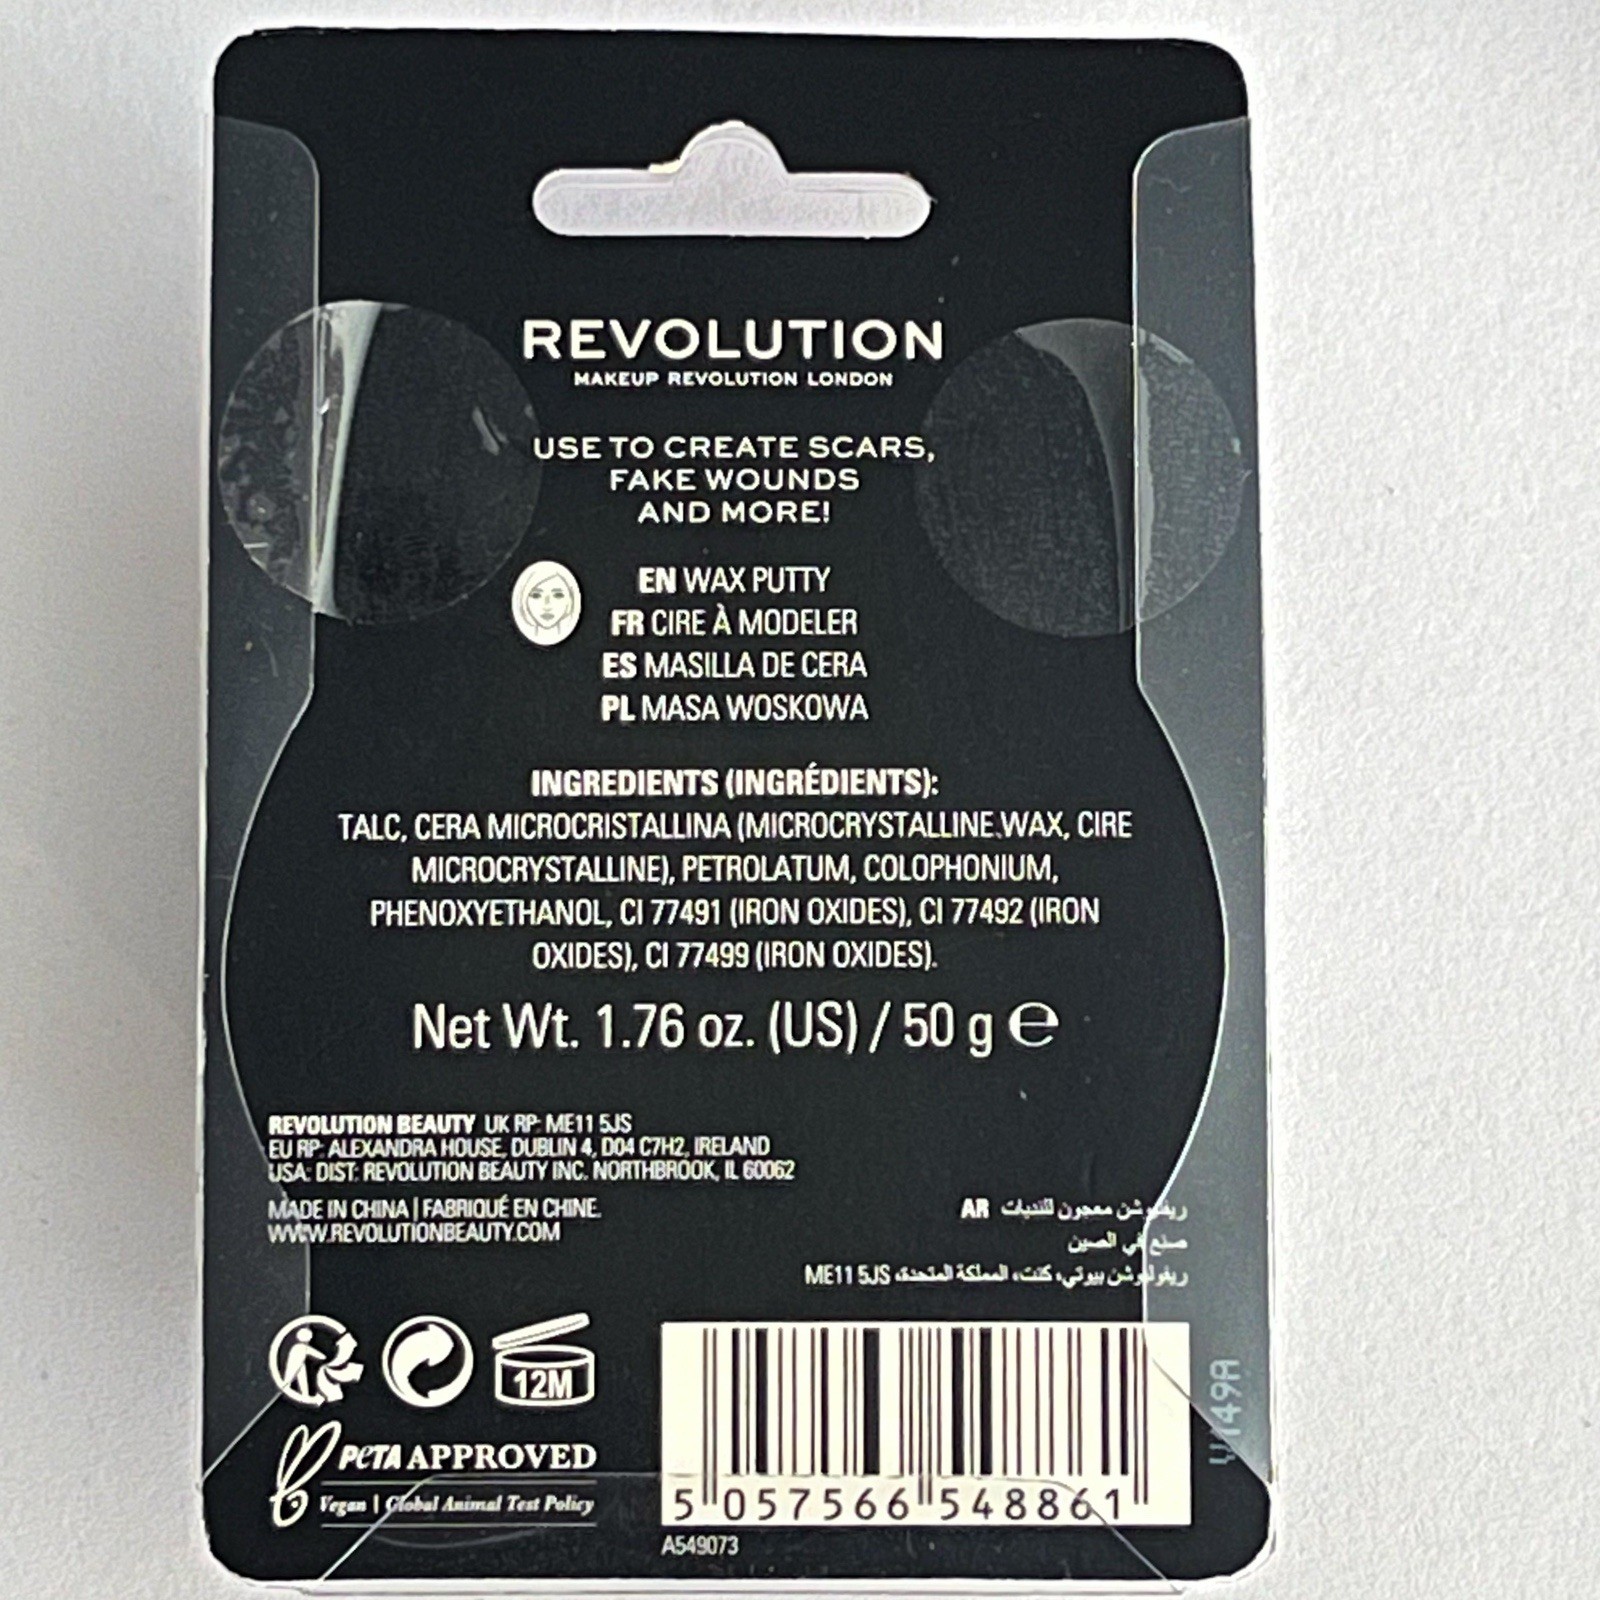 REVOLUTION
MAKEUP REVOLUTION LONDON
USE TO CREATE SCARS,
FAKE WOUNDS
AND MORE!
EN WAX PUTTY
FR CIRE À MODELER
ES MASILLA DE CERA
PL MASA WOSKOWA
INGREDIENTS (INGRÉDIENTS):
TALC, CERA MICROCRISTALLINA (MICROCRYSTALLINE WAX, CIRE
MICROCRYSTALLINE), PETROLATUM, COLOPHONIUM,
PHENOXYETHANOL, CI 77491 (IRON OXIDES), CI 77492 (IRON
OXIDES), CI 77499 (IRON OXIDES).
Net Wt. 1.76 oz. (US) / 50 g ℮
REVOLUTION BEAUTY UK RP: ME11 5JS
EU RP: ALEXANDRA HOUSE, DUBLIN 4, D04 C7H2, IRELAND
USA: DIST: REVOLUTION BEAUTY INC. NORTHBROOK, IL 60062
MADE IN CHINA | FABRIQUÉ EN CHINE.
WWW.REVOLUTIONBEAUTY.COM
AR ريفولوشن معجون للندبات
صنع في الصين
ريفولوشن بيوتي، كنت، المملكة المتحدة، ME11 5JS
12M
PETA APPROVED
Vegan | Global Animal Test Policy
5 057566 548861
A549073
V149A